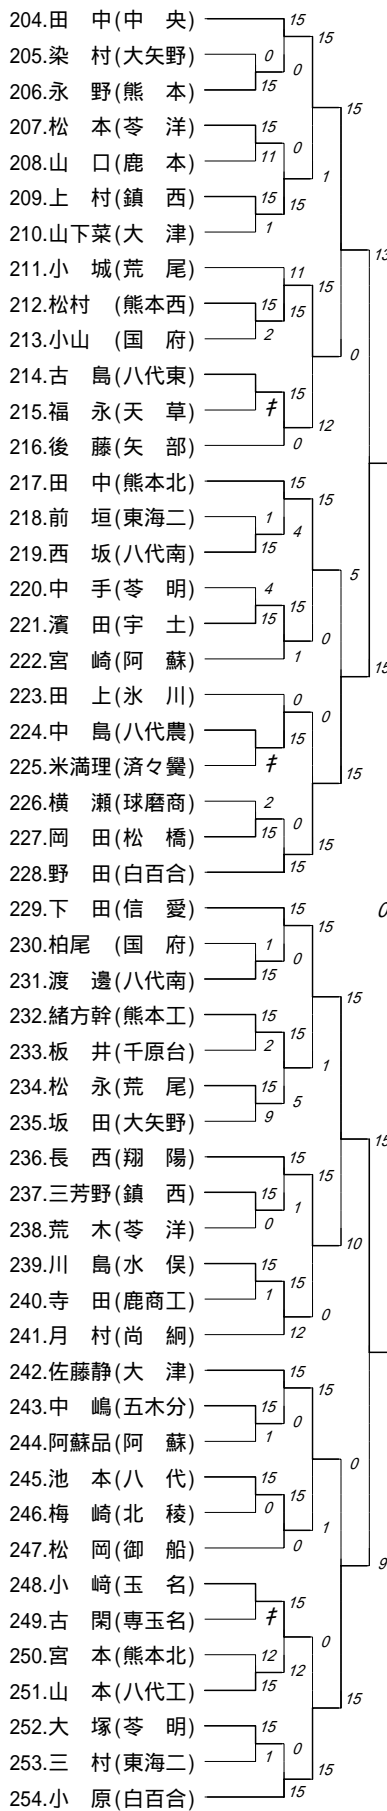 204.田　中(中　央)
15
15
205.染　村(大矢野)
0
0
206.永　野(熊　本)
15
15
207.松　本(苓　洋)
15
0
208.山　口(鹿　本)
11
1
209.上　村(鎮　西)
15
15
210.山下菜(大　津)
1
13
211.小　城(荒　尾)
11
15
212.松村　(熊本西)
15
15
213.小山　(国　府)
2
0
214.古　島(八代東)
15
215.福　永(天　草)
ｷ
12
216.後　藤(矢　部)
0
217.田　中(熊本北)
15
15
218.前　垣(東海二)
1
4
219.西　坂(八代南)
15
5
220.中　手(苓　明)
4
15
221.濱　田(宇　土)
15
0
222.宮　崎(阿　蘇)
1
15
223.田　上(氷　川)
0
0
224.中　島(八代農)
15
225.米満理(済々黌)
ｷ
15
226.横　瀬(球磨商)
2
0
227.岡　田(松　橋)
15
15
228.野　田(白百合)
15
229.下　田(信　愛)
15
15
0
230.柏尾　(国　府)
1
0
231.渡　邊(八代南)
15
15
232.緒方幹(熊本工)
15
15
233.板　井(千原台)
2
1
234.松　永(荒　尾)
15
5
235.坂　田(大矢野)
9
15
236.長　西(翔　陽)
15
15
237.三芳野(鎮　西)
15
1
238.荒　木(苓　洋)
0
10
239.川　島(水　俣)
15
15
240.寺　田(鹿商工)
1
0
241.月　村(尚　絅)
12
242.佐藤静(大　津)
15
15
243.中　嶋(五木分)
15
0
244.阿蘇品(阿　蘇)
1
0
245.池　本(八　代)
15
15
246.梅　崎(北　稜)
0
1
247.松　岡(御　船)
0
9
248.小　﨑(玉　名)
15
249.古　閑(専玉名)
ｷ
0
250.宮　本(熊本北)
12
12
251.山　本(八代工)
15
15
252.大　塚(苓　明)
15
0
253.三　村(東海二)
1
15
254.小　原(白百合)
15